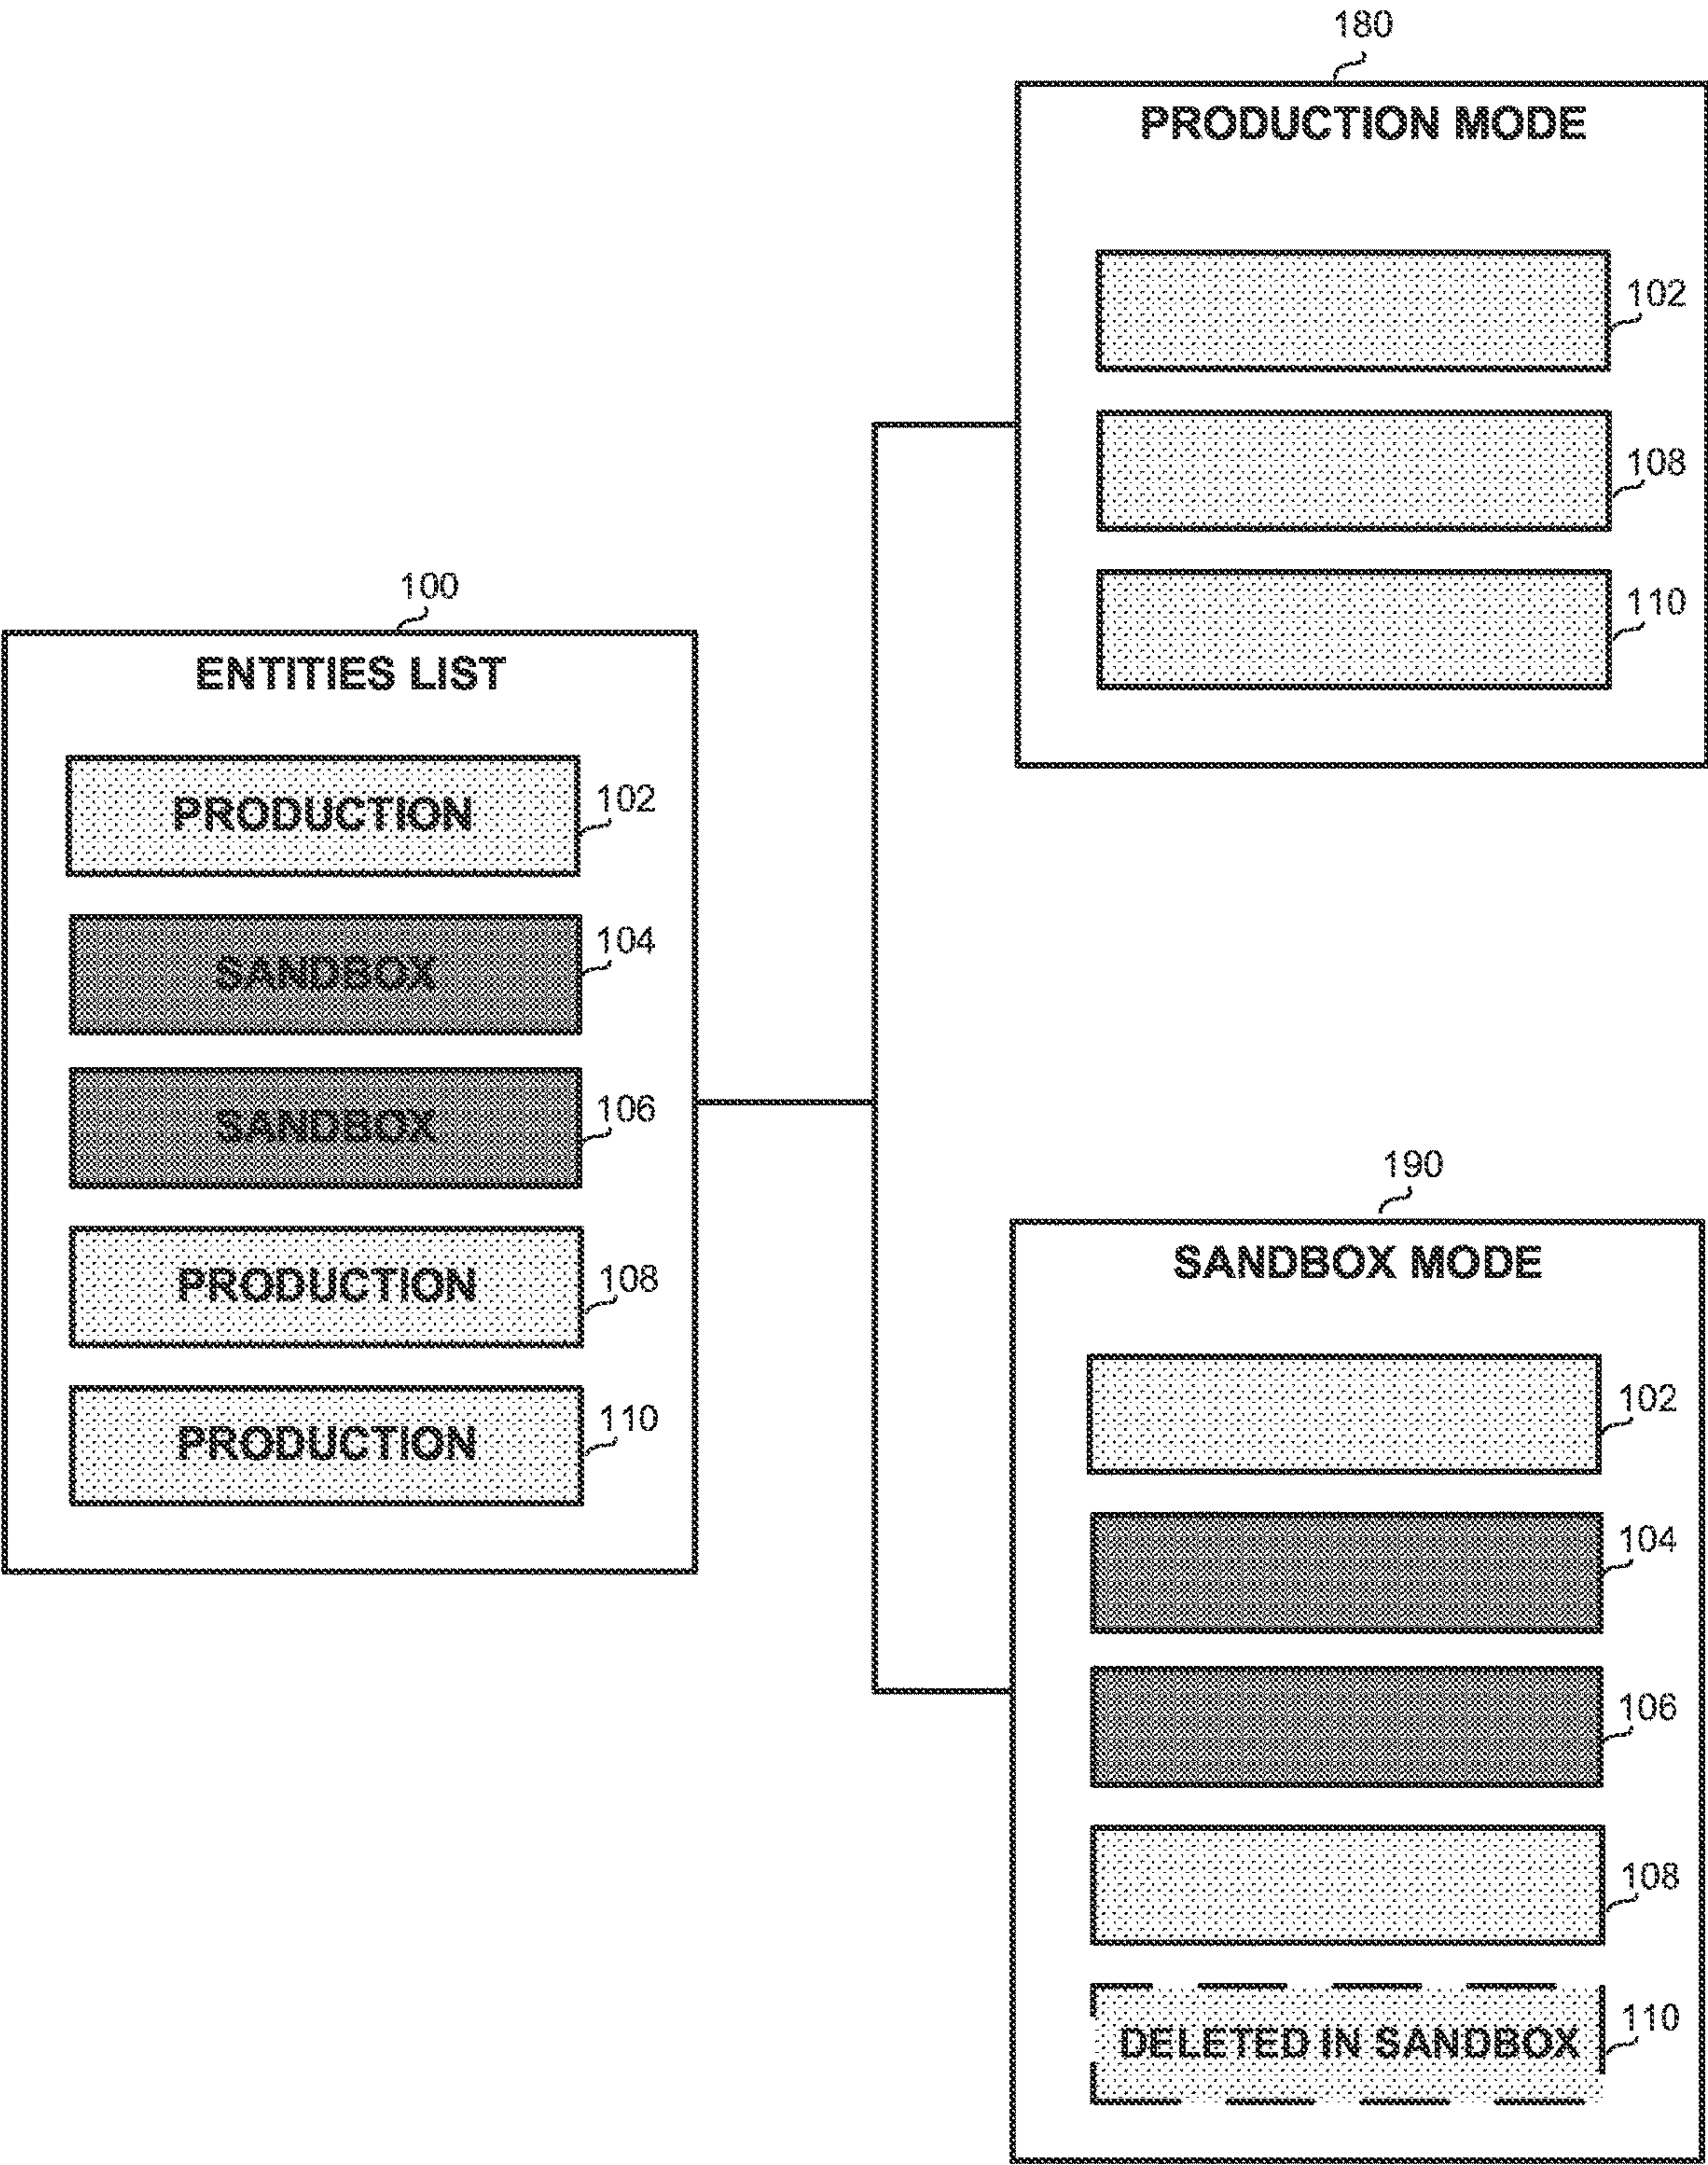 180
PRODUCTION MODE
102
108
110
100
ENTITIES LIST
PRODUCTION
102
SANDBOX
104
SANDBOX
106
PRODUCTION
108
PRODUCTION
110
190
SANDBOX MODE
102
104
106
108
DELETED IN SANDBOX
110